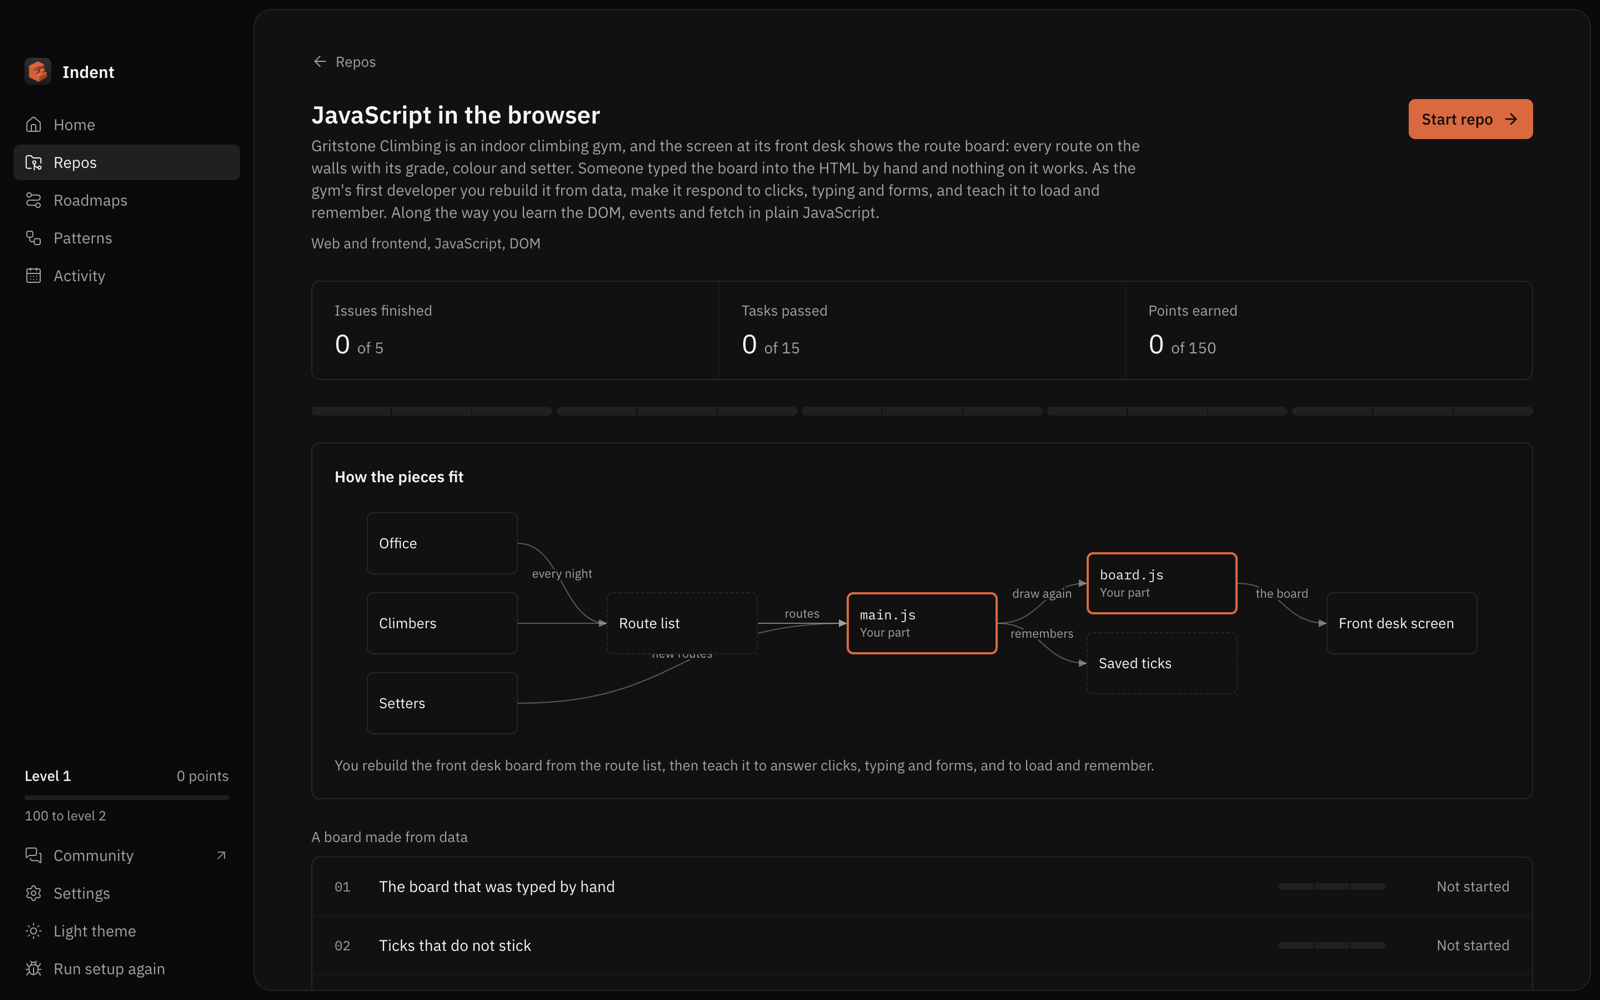 Indent
Home
Repos
Roadmaps
Patterns
Activity
Level 1
0 points
100 to level 2
Community
Settings
Light theme
Run setup again
Repos
JavaScript in the browser
Start repo
Gritstone Climbing is an indoor climbing gym, and the screen at its front desk shows the route board: every route on the
walls with its grade, colour and setter. Someone typed the board into the HTML by hand and nothing on it works. As the
gym's first developer you rebuild it from data, make it respond to clicks, typing and forms, and teach it to load and
remember. Along the way you learn the DOM, events and fetch in plain JavaScript.
Web and frontend, JavaScript, DOM
Issues finished
0 of 5
Tasks passed
0 of 15
Points earned
0 of 150
How the pieces fit
Office
every night
Climbers
Setters
Route list
new routes
routes
main.js
Your part
draw again
remembers
board.js
Your part
Saved ticks
the board
Front desk screen
You rebuild the front desk board from the route list, then teach it to answer clicks, typing and forms, and to load and remember.
A board made from data
01 The board that was typed by hand Not started
02 Ticks that do not stick Not started